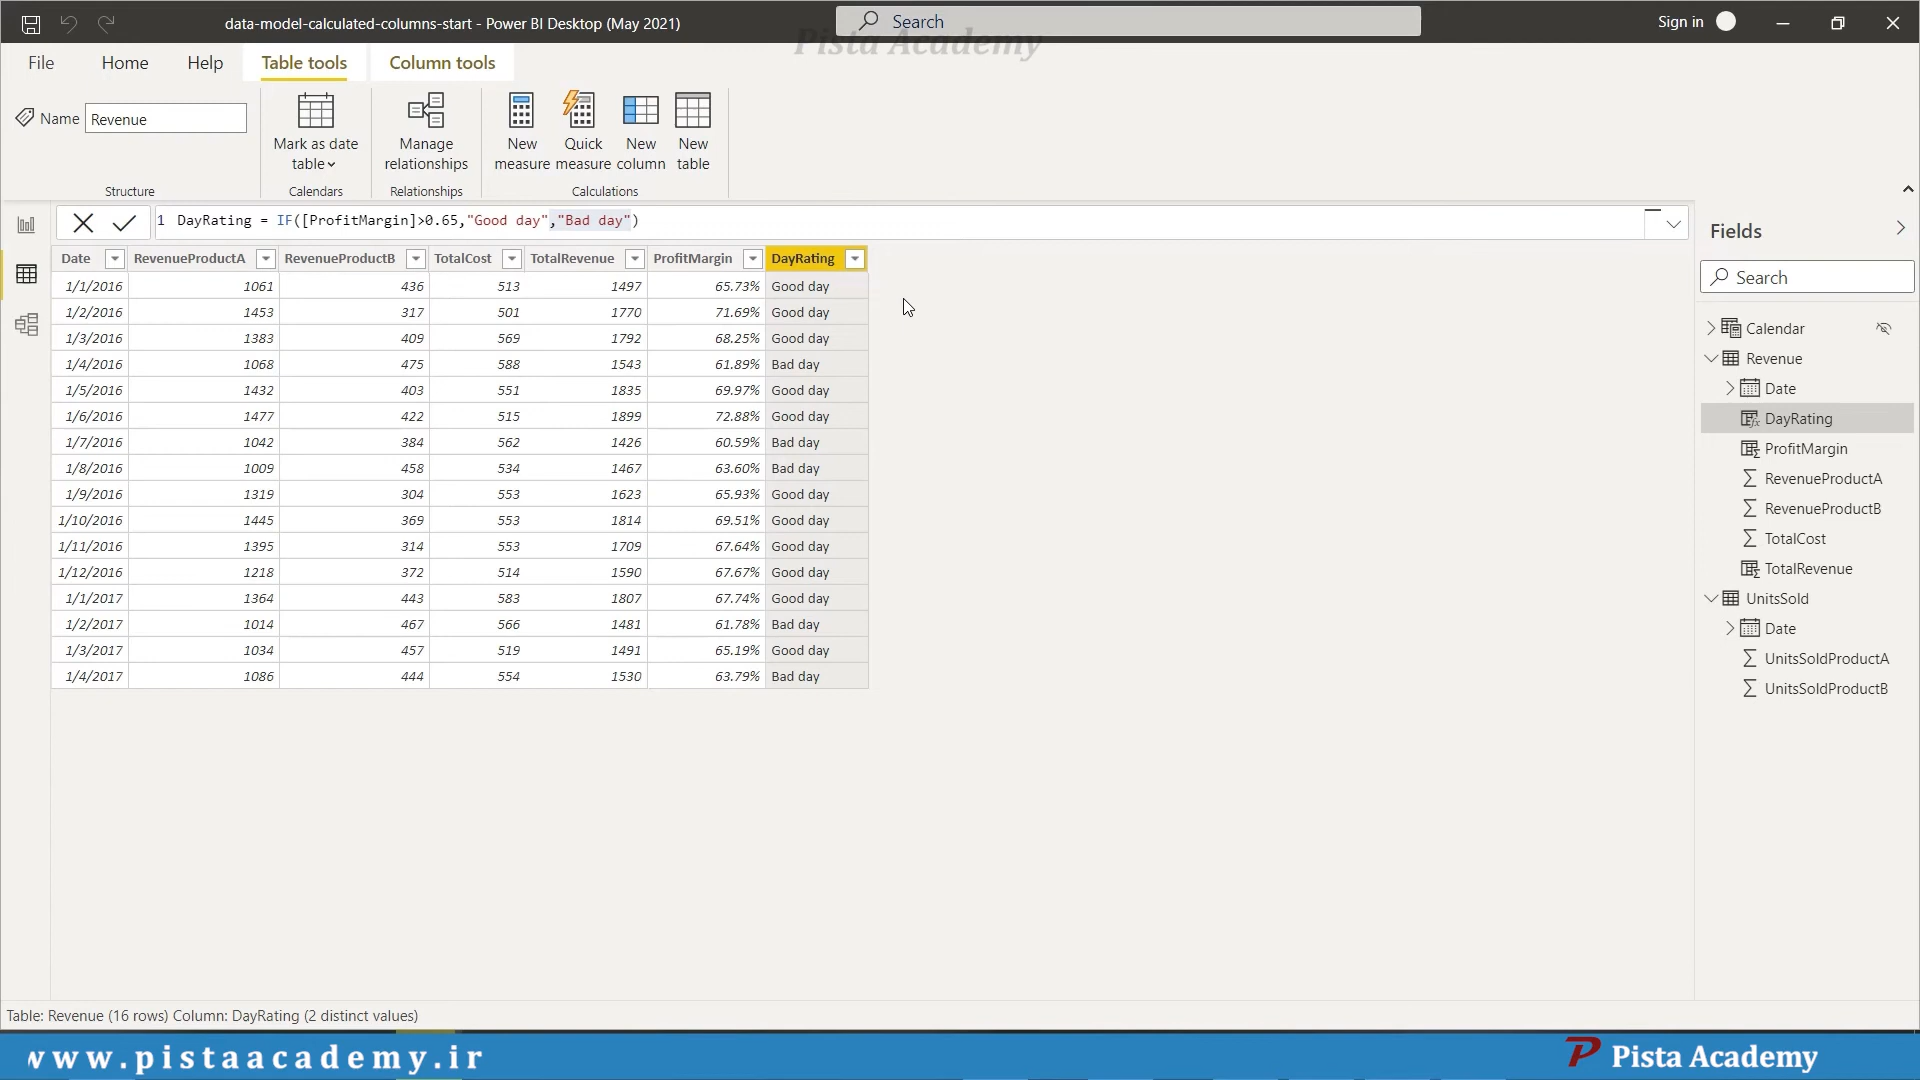 data-model-calculated-columns-start - Power BI Desktop (May 2021)
Search
Sign in
Pista Academy
File Home Help Table tools Column tools
Name Revenue
Mark as date table
Manage relationships
New measure
Quick measure
New column
New table
Structure Calendars Relationships Calculations
1 DayRating = IF([ProfitMargin]>0.65,"Good day","Bad day")
Date RevenueProductA RevenueProductB TotalCost TotalRevenue ProfitMargin DayRating
1/1/2016 1061 436 513 1497 65.73% Good day
1/2/2016 1453 317 501 1770 71.69% Good day
1/3/2016 1383 409 569 1792 68.25% Good day
1/4/2016 1068 475 588 1543 61.89% Bad day
1/5/2016 1432 403 551 1835 69.97% Good day
1/6/2016 1477 422 515 1899 72.88% Good day
1/7/2016 1042 384 562 1426 60.59% Bad day
1/8/2016 1009 458 534 1467 63.60% Bad day
1/9/2016 1319 304 553 1623 65.93% Good day
1/10/2016 1445 369 553 1814 69.51% Good day
1/11/2016 1395 314 553 1709 67.64% Good day
1/12/2016 1218 372 514 1590 67.67% Good day
1/1/2017 1364 443 583 1807 67.74% Good day
1/2/2017 1014 467 566 1481 61.78% Bad day
1/3/2017 1034 457 519 1491 65.19% Good day
1/4/2017 1086 444 554 1530 63.79% Bad day
Fields
Search
Calendar
Revenue
Date
DayRating
ProfitMargin
RevenueProductA
RevenueProductB
TotalCost
TotalRevenue
UnitsSold
Date
UnitsSoldProductA
UnitsSoldProductB
Table: Revenue (16 rows) Column: DayRating (2 distinct values)
www.pistaacademy.ir
Pista Academy